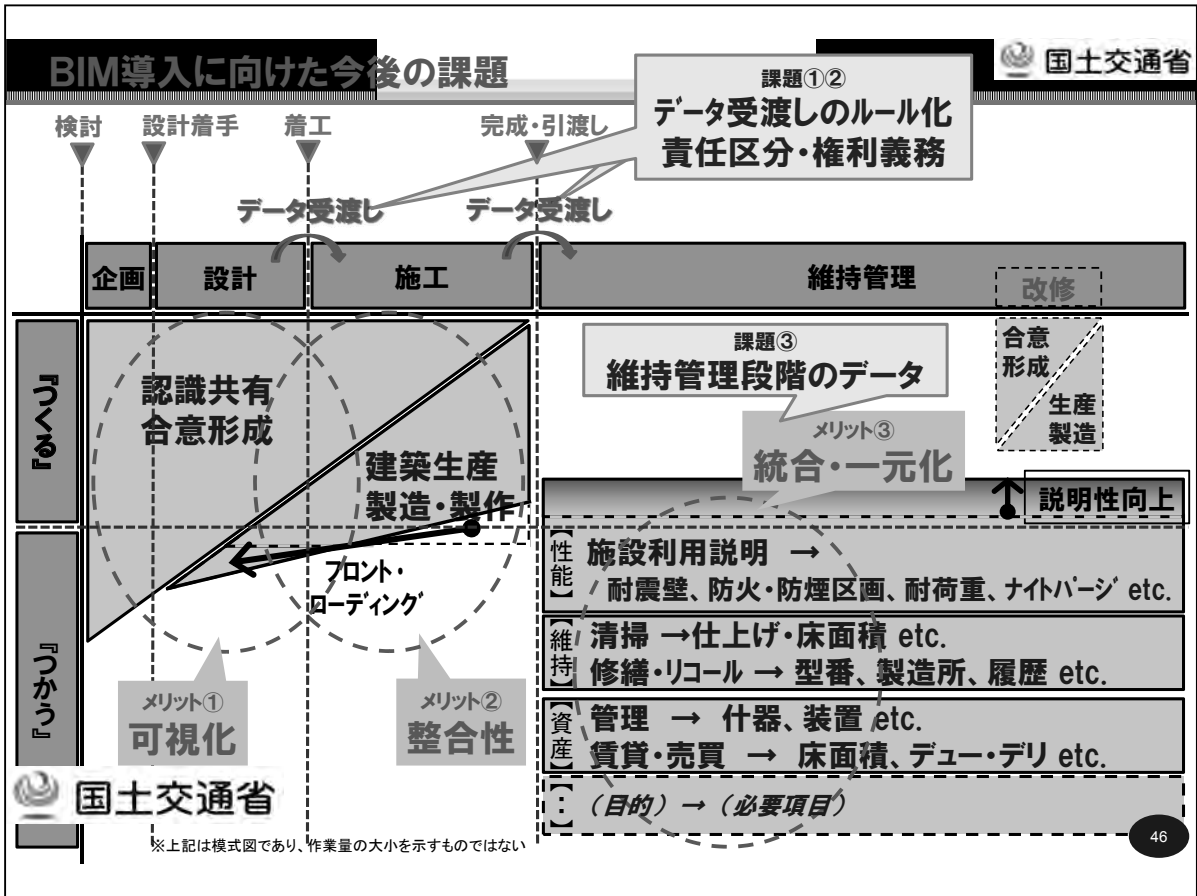 BIM導入に向けた今後の課題
国土交通省
課題①②
データ受渡しのルール化
責任区分・権利義務
検討
設計着手
着工
完成・引渡し
データ受渡し
データ受渡し
企画
設計
施工
維持管理
改修
『つくる』
認識共有
合意形成
建築生産
製造・製作
課題③
維持管理段階のデータ
合意
形成
生産
製造
メリット③
統合・一元化
説明性向上
フロント・
ローディング
『つかう』
メリット①
可視化
メリット②
整合性
【性能】
施設利用説明 →
耐震壁、防火・防煙区画、耐荷重、ナイトパージ etc.
【維持】
清掃 →仕上げ・床面積 etc.
修繕・リコール → 型番、製造所、履歴 etc.
【資産】
管理 → 什器、装置 etc.
賃貸・売買 → 床面積、デュー・デリ etc.
【:】
（目的）→（必要項目）
国土交通省
※上記は模式図であり、作業量の大小を示すものではない
46